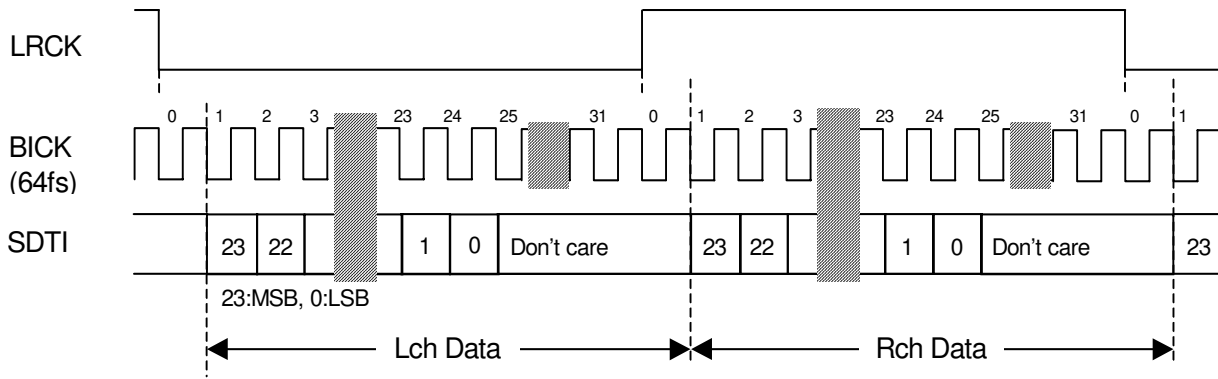 LRCK
0 1 2 3 23 24 25 31 0 1 2 3 23 24 25 31 0 1
BICK
(64fs)
SDTI
23 22 1 0 Don't care 23 22 1 0 Don't care 23
23:MSB, 0:LSB
Lch Data Rch Data